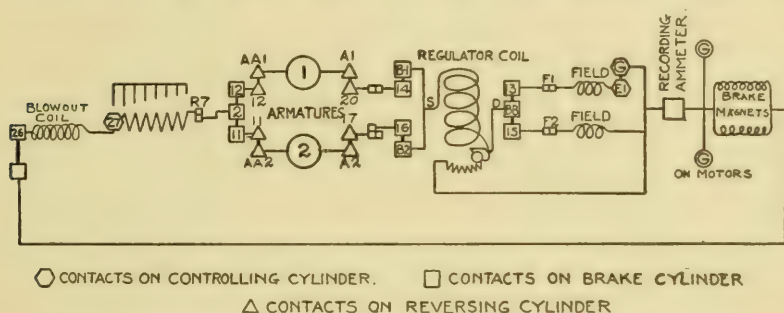 AA1 A1 REGULATOR COIL RECORDING AMMETER.
1 B1 F1 FIELD G G
R7 12 12 20 14 S 13 E1
BLOWOUT COIL 2 ARMATURES D B3 BRAKE MAGNETS
26 27 11 11 17 16 15 F2 FIELD
2 B2 G
AA2 A2 ON MOTORS
CONTACTS ON CONTROLLING CYLINDER. CONTACTS ON BRAKE CYLINDER
CONTACTS ON REVERSING CYLINDER